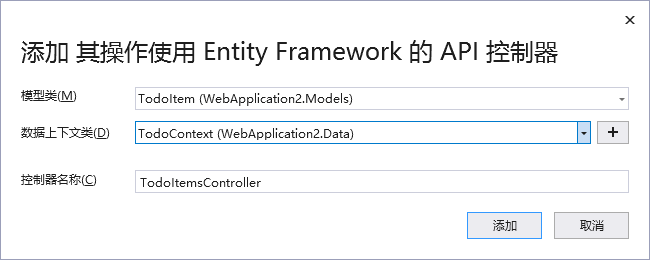 添加 其操作使用 Entity Framework 的 API 控制器
模型类(M) TodoItem (WebApplication2.Models)
数据上下文类(D) TodoContext (WebApplication2.Data)
控制器名称(C) TodoItemsController
添加 取消